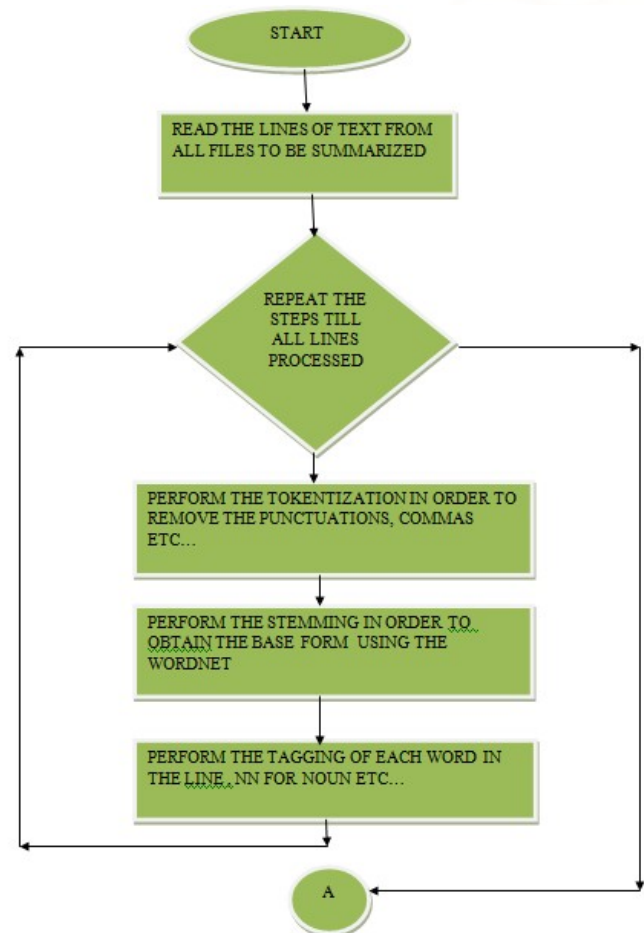 START
READ THE LINES OF TEXT FROM
ALL FILES TO BE SUMMARIZED
REPEAT THE
STEPS TILL
ALL LINES
PROCESSED
PERFORM THE TOKENTIZATION IN ORDER TO
REMOVE THE PUNCTUATIONS, COMMAS
ETC...
PERFORM THE STEMMING IN ORDER TO
OBTAIN THE BASE FORM USING THE
WORDNET
PERFORM THE TAGGING OF EACH WORD IN
THE LINE , NN FOR NOUN ETC...
A